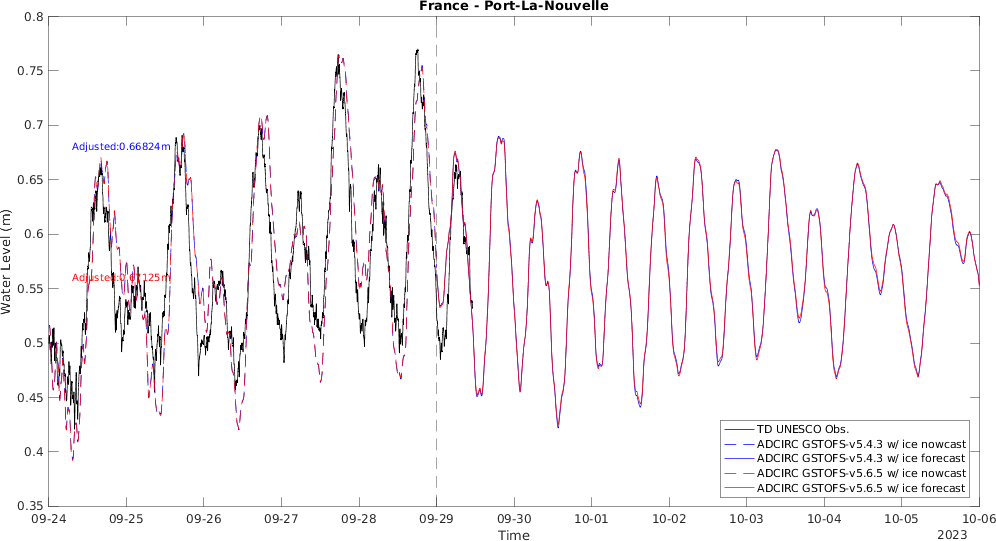 France - Port-La-Nouvelle
0.8
0.75
0.7
0.65
0.6
0.55
0.5
0.45
0.4
0.35
Water Level (m)
Adjusted:0.66824m
Adjusted:0.67125m
TD UNESCO Obs.
ADCIRC GSTOFS-v5.4.3 w/ ice nowcast
ADCIRC GSTOFS-v5.4.3 w/ ice forecast
ADCIRC GSTOFS-v5.6.5 w/ ice nowcast
ADCIRC GSTOFS-v5.6.5 w/ ice forecast
09-24 09-25 09-26 09-27 09-28 09-29 09-30 10-01 10-02 10-03 10-04 10-05 10-06
Time
2023